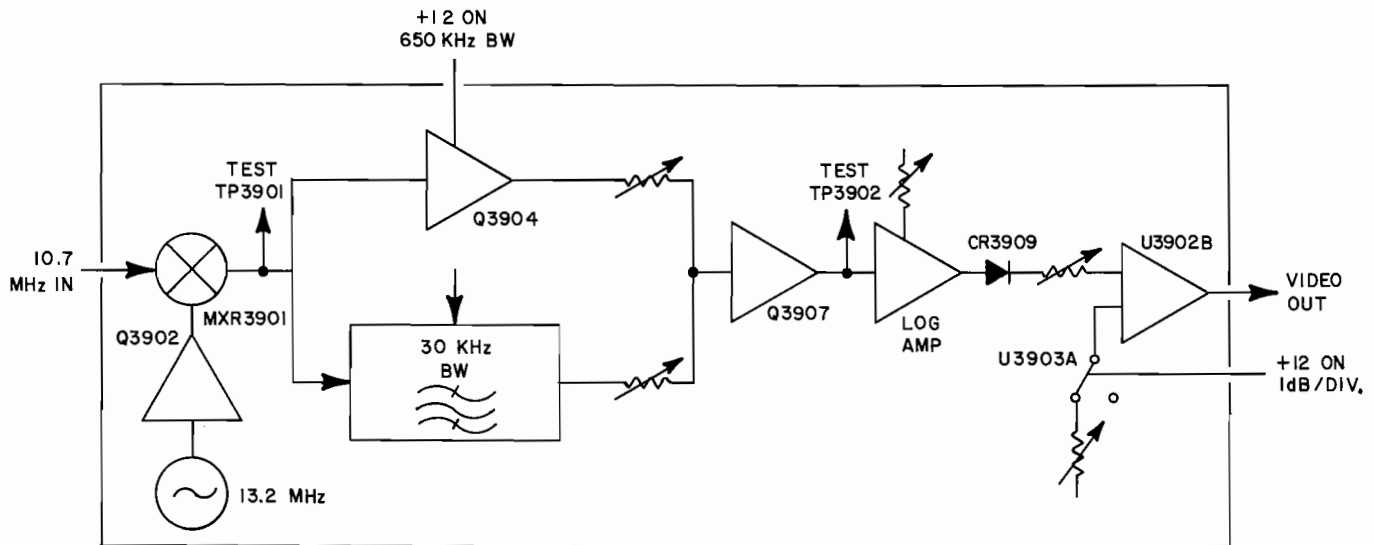 +12 ON
650 KHz BW
TEST
TP3901
Q3904
TEST
TP3902
CR3909
U3902B
10.7
MHz IN
MXR3901
Q3902
30 KHz
BW
Q3907
LOG
AMP
VIDEO
OUT
U3903A
+12 ON
1dB/DIV.
13.2 MHz